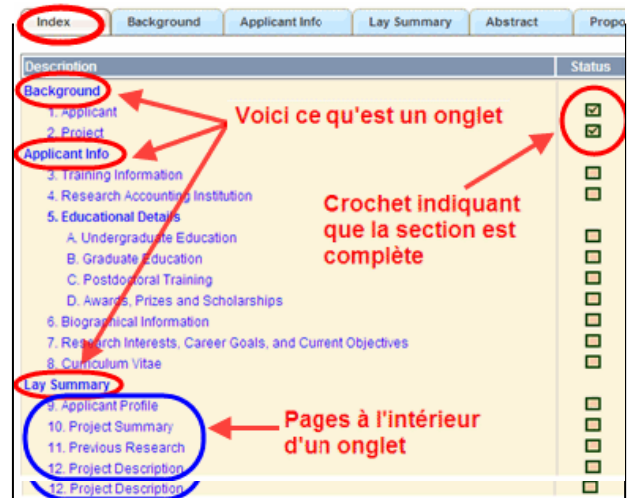 Index Background Applicant Info Lay Summary Abstract Propo
Description Status
Background
1. Applicant
2. Project
Applicant Info
3. Training Information
4. Research Accounting Institution
5. Educational Details
A. Undergraduate Education
B. Graduate Education
C. Postdoctoral Training
D. Awards, Prizes and Scholarships
6. Biographical Information
7. Research Interests, Career Goals, and Current Objectives
8. Curriculum Vitae
Lay Summary
9. Applicant Profile
10. Project Summary
11. Previous Research
12. Project Description
12. Project Description
Voici ce qu'est un onglet
Crochet indiquant
que la section est
complète
Pages à l'intérieur
d'un onglet